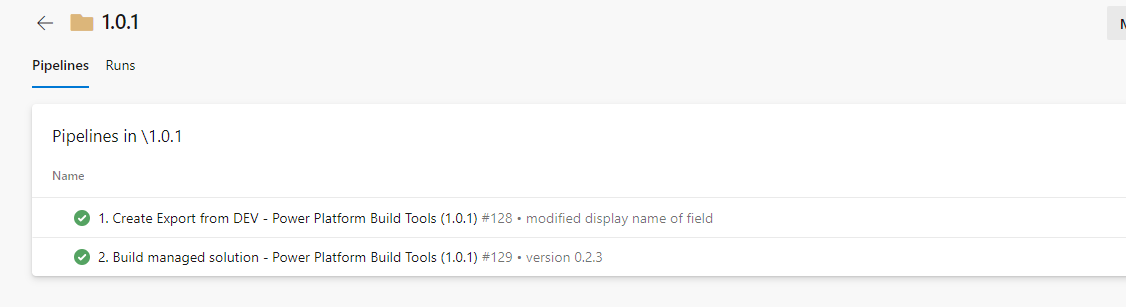 1.0.1
Pipelines Runs
Pipelines in \1.0.1
Name
1. Create Export from DEV - Power Platform Build Tools (1.0.1) #128 • modified display name of field
2. Build managed solution - Power Platform Build Tools (1.0.1) #129 • version 0.2.3